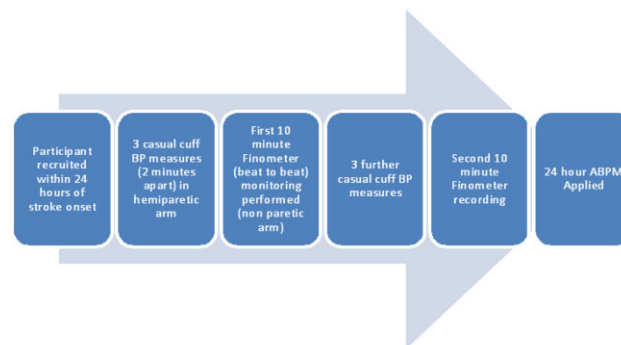 Participant
recruited
within 24
hours of
stroke onset
3 casual cuff
BP measures
(2 minutes
apart) in
hemiparetic
arm
First 10
minute
Finometer
(beat to beat)
monitoring
performed
(non paretic
arm)
3 further
casual cuff BP
measures
Second 10
minute
Finometer
recording
24 hour ABPM
Applied